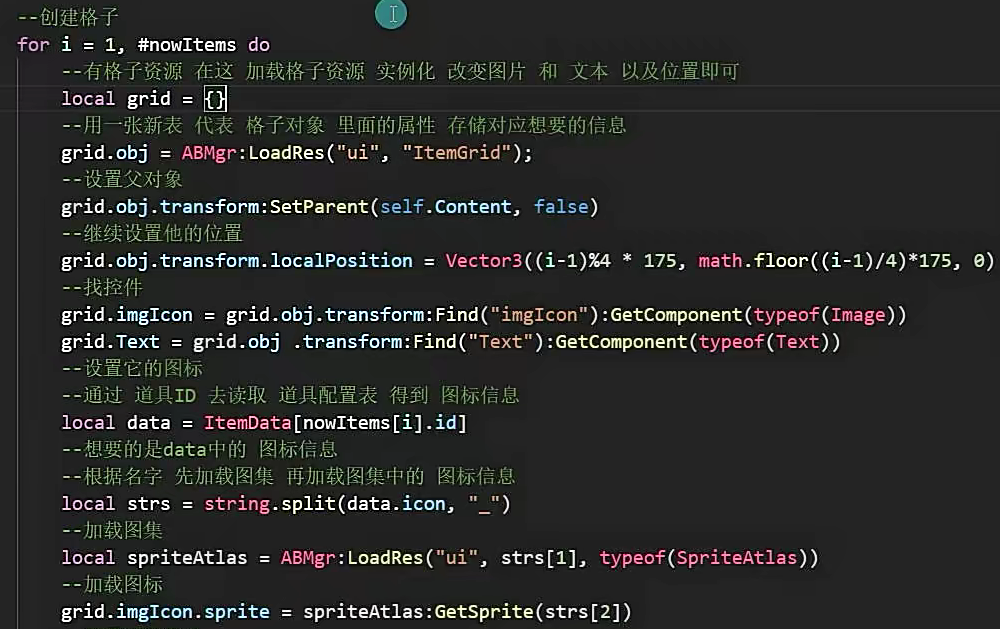 --创建格子
for i = 1, #nowItems do
--有格子资源 在这 加载格子资源 实例化 改变图片 和 文本 以及位置即可
local grid = {}
--用一张新表 代表 格子对象 里面的属性 存储对应想要的信息
grid.obj = ABMgr:LoadRes("ui", "ItemGrid");
--设置父对象
grid.obj.transform:SetParent(self.Content, false)
--继续设置他的位置
grid.obj.transform.localPosition = Vector3((i-1)%4 * 175, math.floor((i-1)/4)*175, 0)
--找控件
grid.imgIcon = grid.obj.transform:Find("imgIcon"):GetComponent(typeof(Image))
grid.Text = grid.obj .transform:Find("Text"):GetComponent(typeof(Text))
--设置它的图标
--通过 道具ID 去读取 道具配置表 得到 图标信息
local data = ItemData[nowItems[i].id]
--想要的是data中的 图标信息
--根据名字 先加载图集 再加载图集中的 图标信息
local strs = string.split(data.icon, "_")
--加载图集
local spriteAtlas = ABMgr:LoadRes("ui", strs[1], typeof(SpriteAtlas))
--加载图标
grid.imgIcon.sprite = spriteAtlas:GetSprite(strs[2])